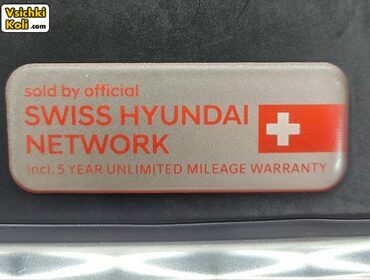 Vsichki
Koli.com
sold by official
SWISS HYUNDAI
NETWORK
incl. 5 YEAR UNLIMITED MILEAGE WARRANTY